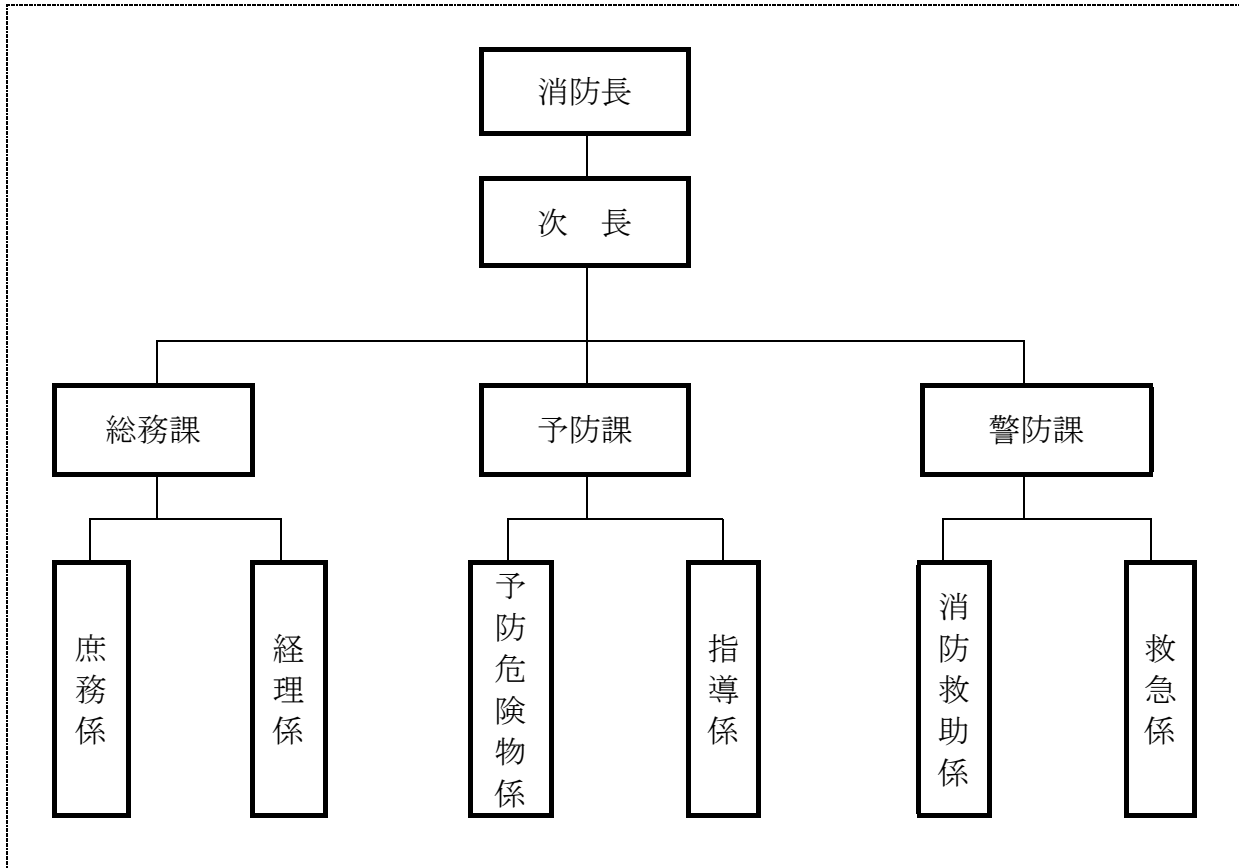 消防長
次　長
総務課
予防課
警防課
庶務係
経理係
予防危険物係
指導係
消防救助係
救急係